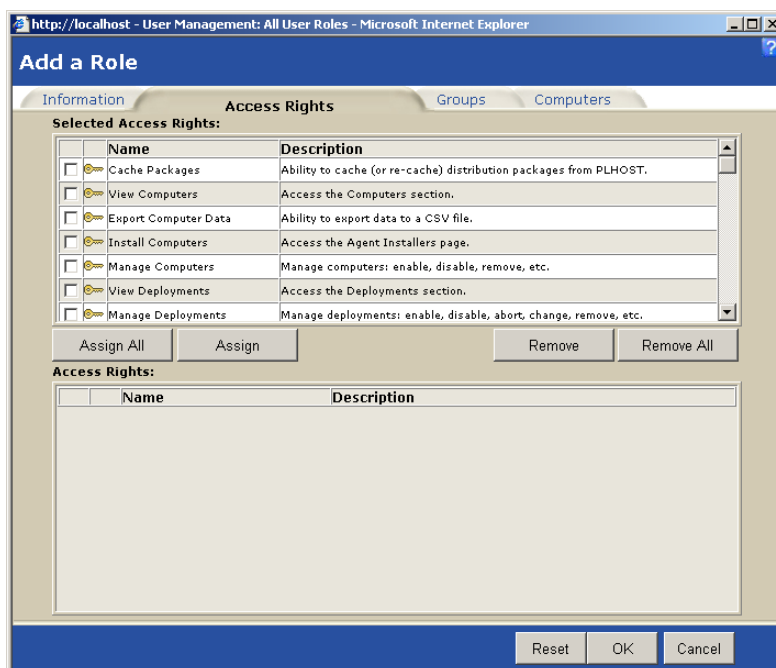 http://localhost - User Management: All User Roles - Microsoft Internet Explorer
?
Add a Role
Information Access Rights Groups Computers
Selected Access Rights:
Name Description
Cache Packages Ability to cache (or re-cache) distribution packages from PLHOST.
View Computers Access the Computers section.
Export Computer Data Ability to export data to a CSV file.
Install Computers Access the Agent Installers page.
Manage Computers Manage computers: enable, disable, remove, etc.
View Deployments Access the Deployments section.
Manage Deployments Manage deployments: enable, disable, abort, change, remove, etc.
Assign All Assign Remove Remove All
Access Rights:
Name Description
Reset OK Cancel